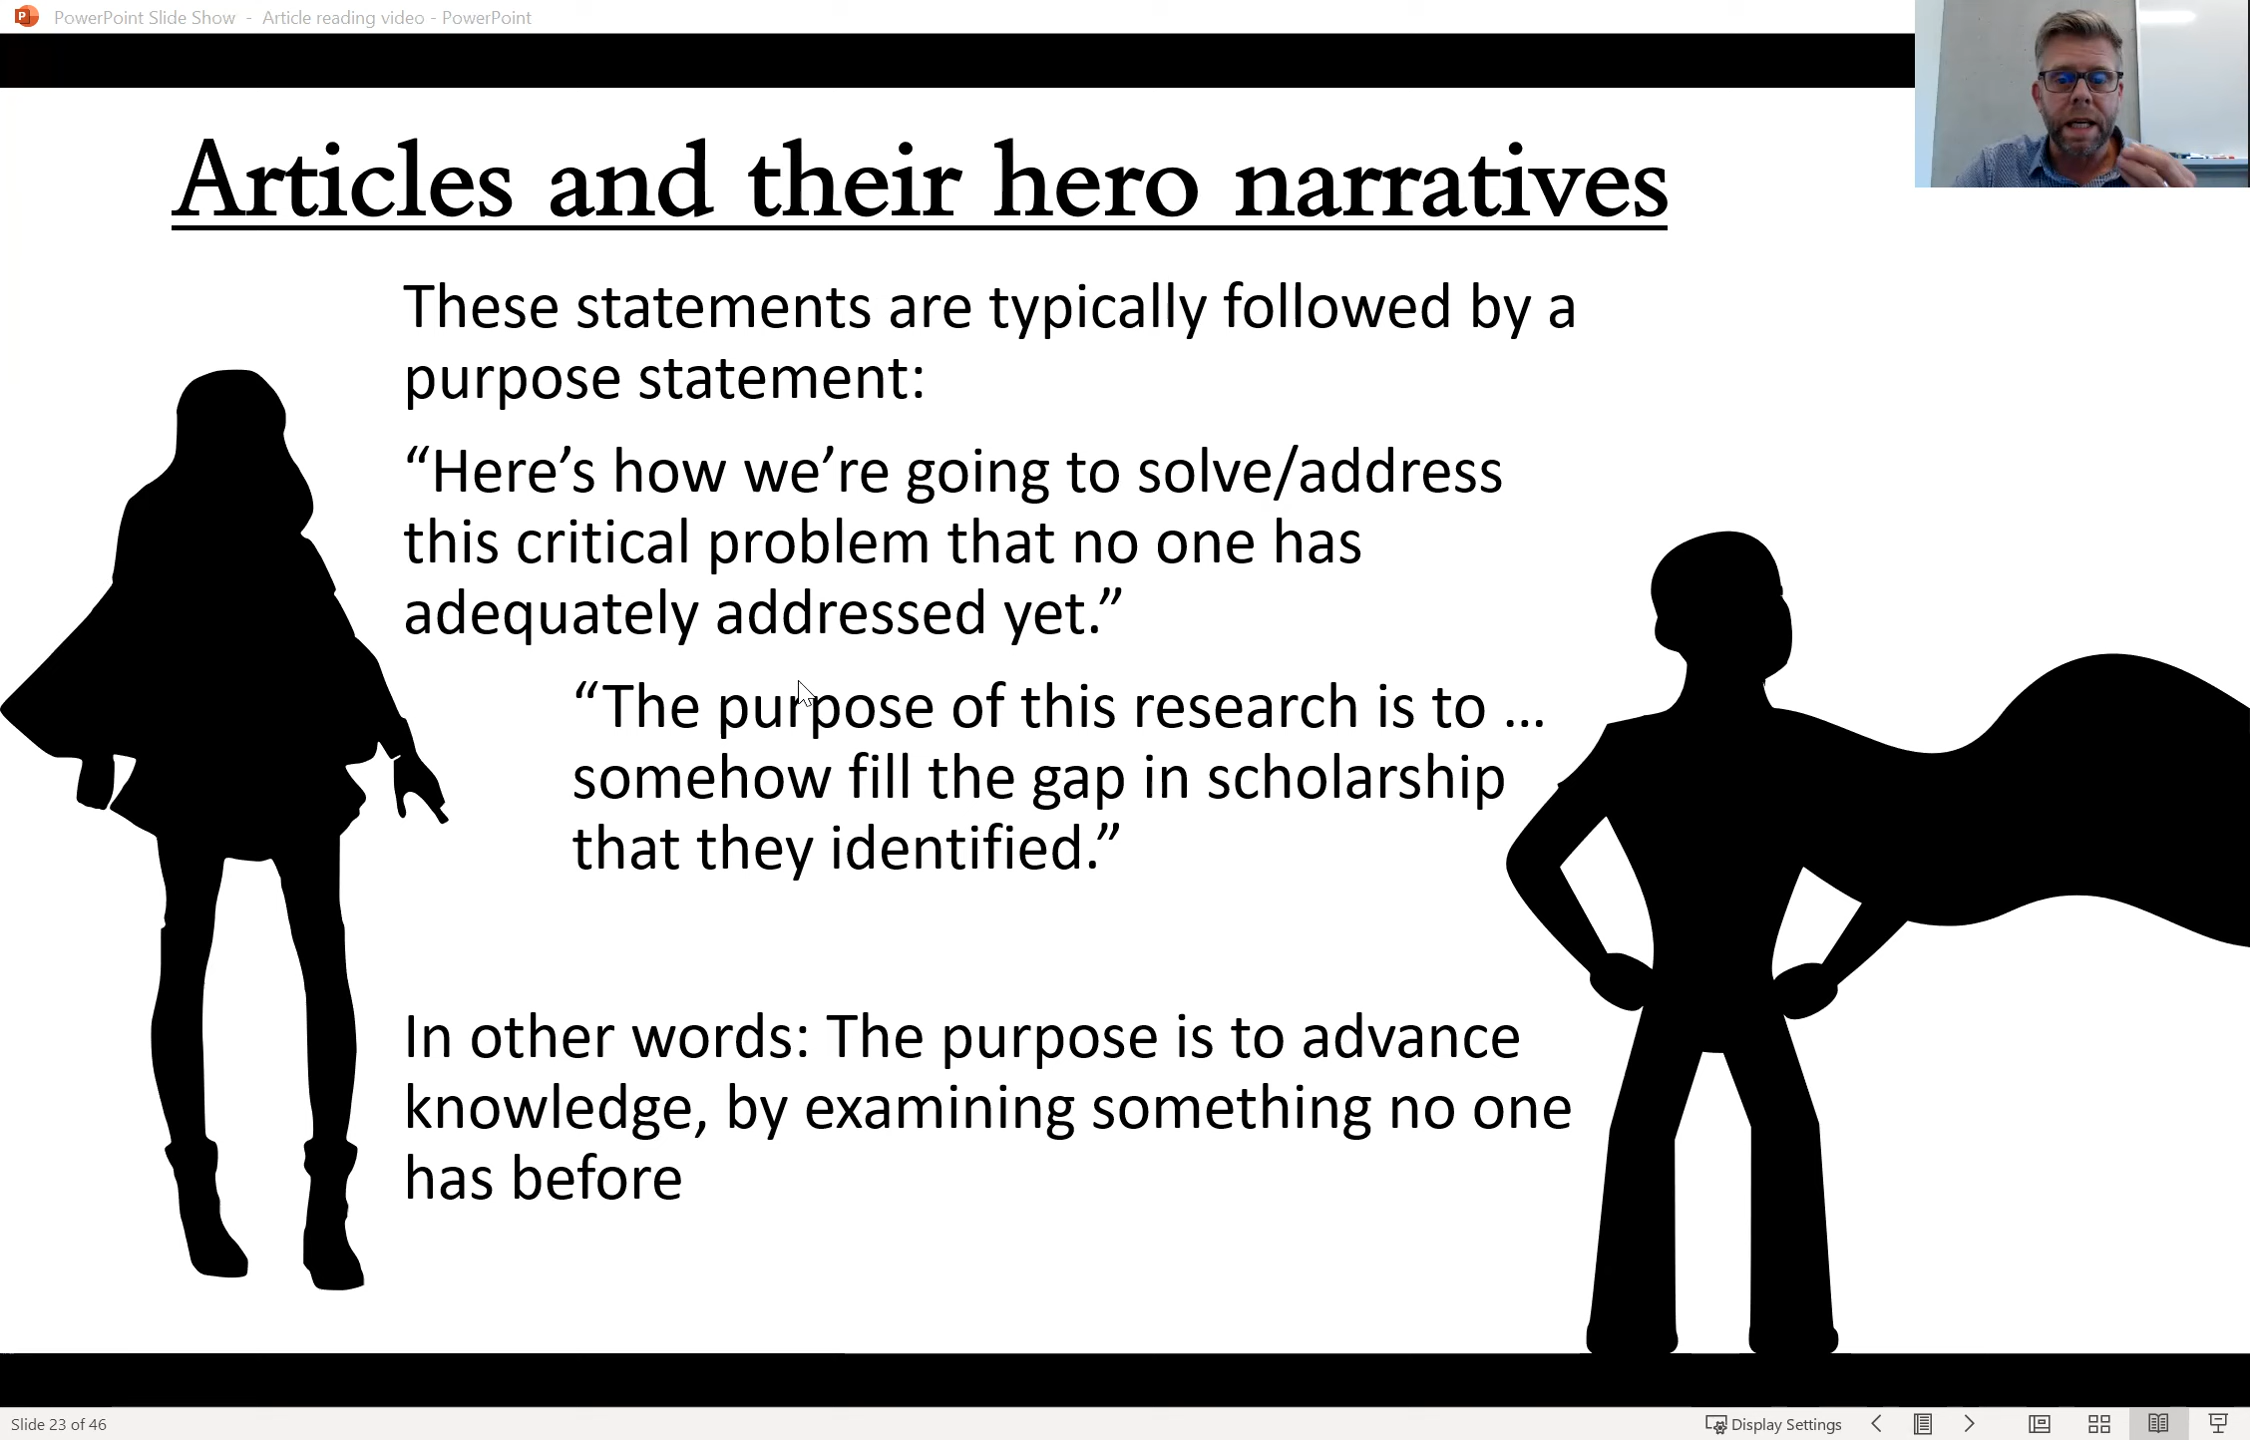 PowerPoint Slide Show - Article reading video - PowerPoint
Articles and their hero narratives
These statements are typically followed by a
purpose statement:
“Here’s how we’re going to solve/address
this critical problem that no one has
adequately addressed yet.”
“The purpose of this research is to …
somehow fill the gap in scholarship
that they identified.”
In other words: The purpose is to advance
knowledge, by examining something no one
has before
Slide 23 of 46
Display Settings